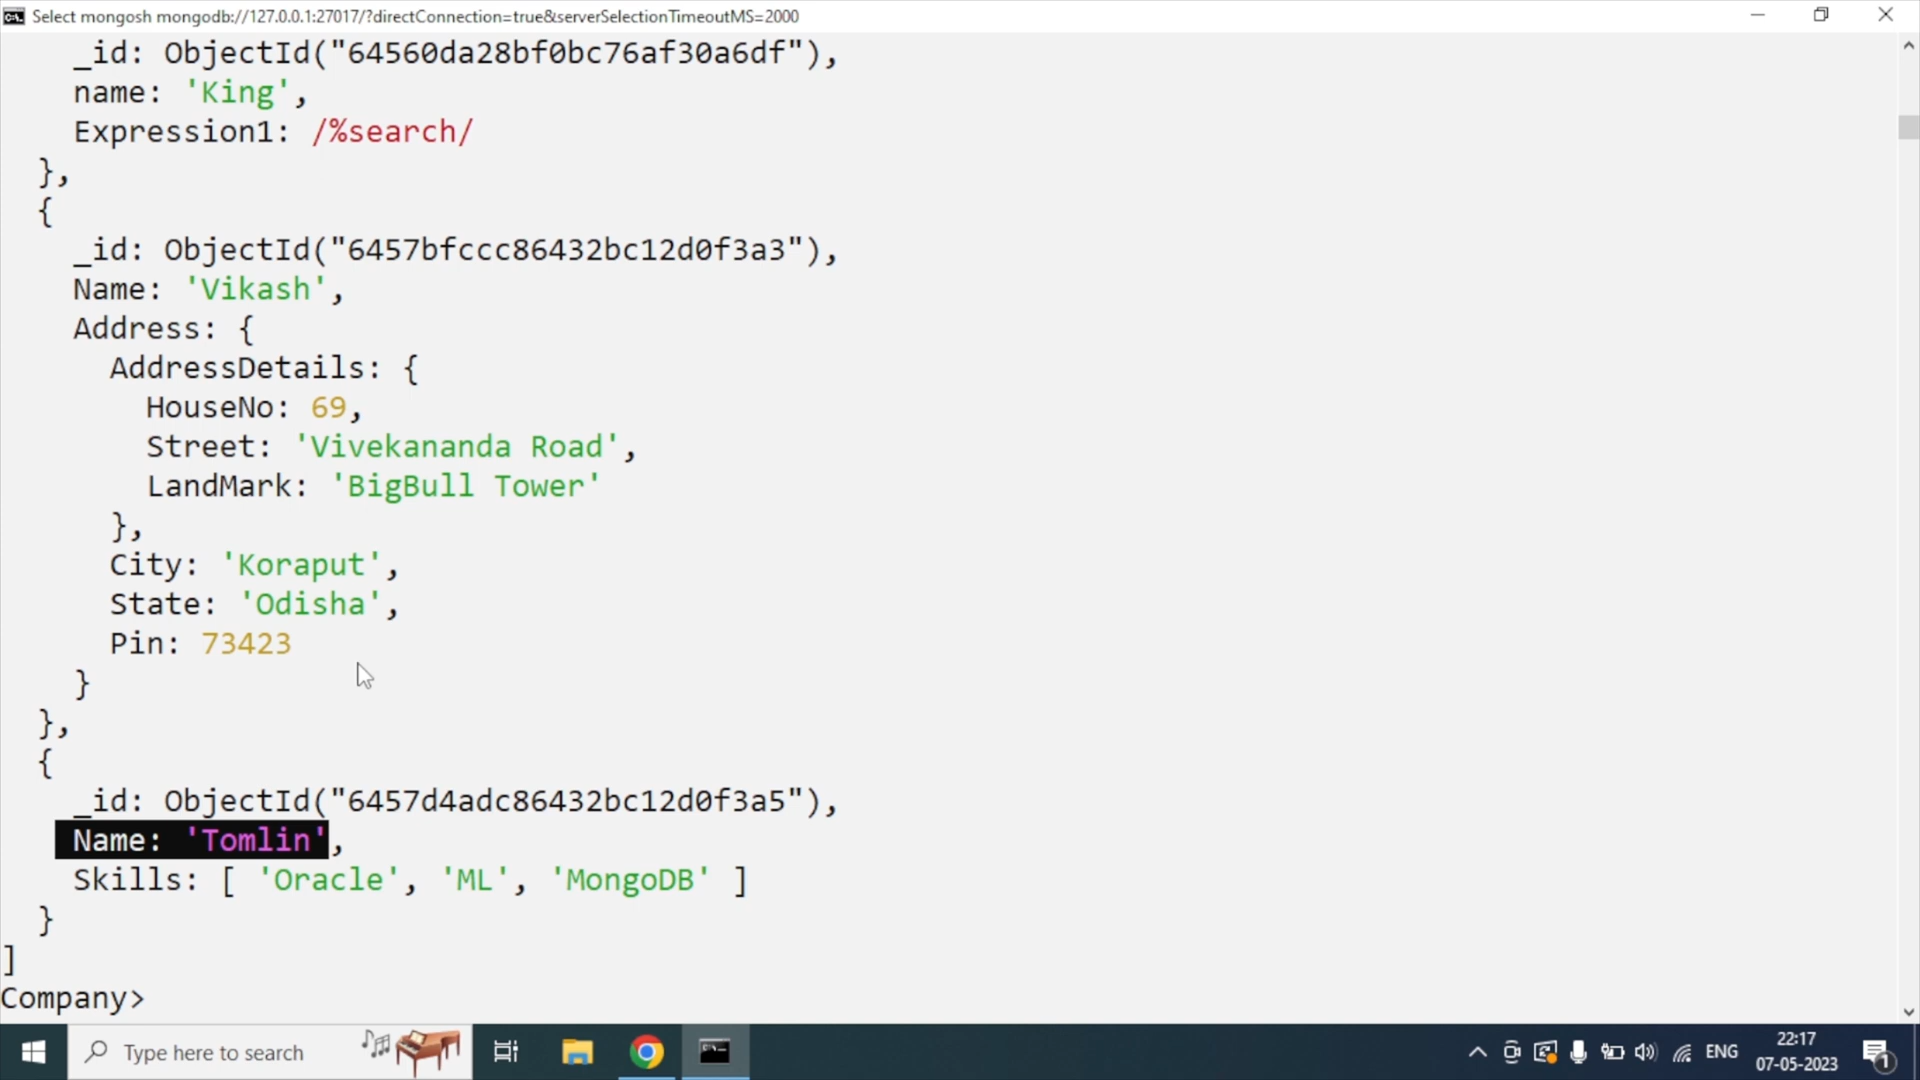 Select mongosh mongodb://127.0.0.1:27017/?directConnection=true&serverSelectionTimeoutMS=2000
_id: ObjectId("64560da28bf0bc76af30a6df"),
name: 'King',
Expression1: /%search/
},
{
_id: ObjectId("6457bfccc86432bc12d0f3a3"),
Name: 'Vikash',
Address: {
AddressDetails: {
HouseNo: 69,
Street: 'Vivekananda Road',
LandMark: 'BigBull Tower'
},
City: 'Koraput',
State: 'Odisha',
Pin: 73423
}
},
{
_id: ObjectId("6457d4adc86432bc12d0f3a5"),
Name: 'Tomlin',
Skills: [ 'Oracle', 'ML', 'MongoDB' ]
}
]
Company>
Type here to search
ENG
22:17
07-05-2023
1